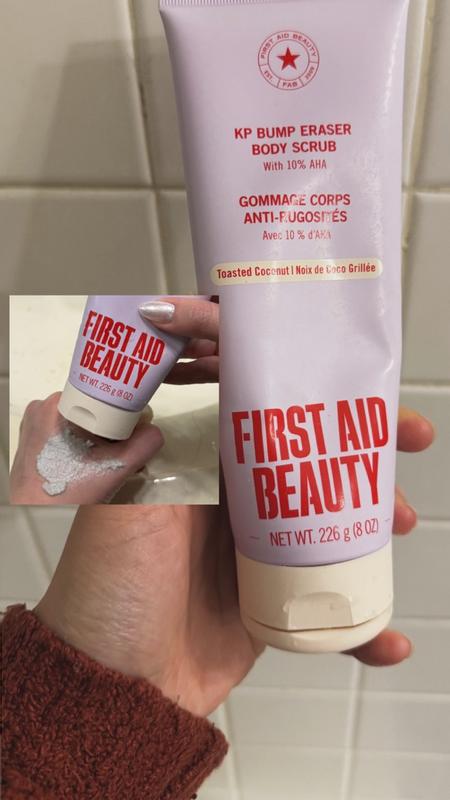 FIRST AID BEAUTY
EST.
FAB
2009
KP BUMP ERASER
BODY SCRUB
With 10% AHA
GOMMAGE CORPS
ANTI-RUGOSITÉS
Avec 10 % d'AHA
Toasted Coconut | Noix de Coco Grillée
FIRST AID
BEAUTY
NET WT. 226 g (8 OZ)
FIRST AID
BEAUTY
NET WT. 226 g (8 OZ)